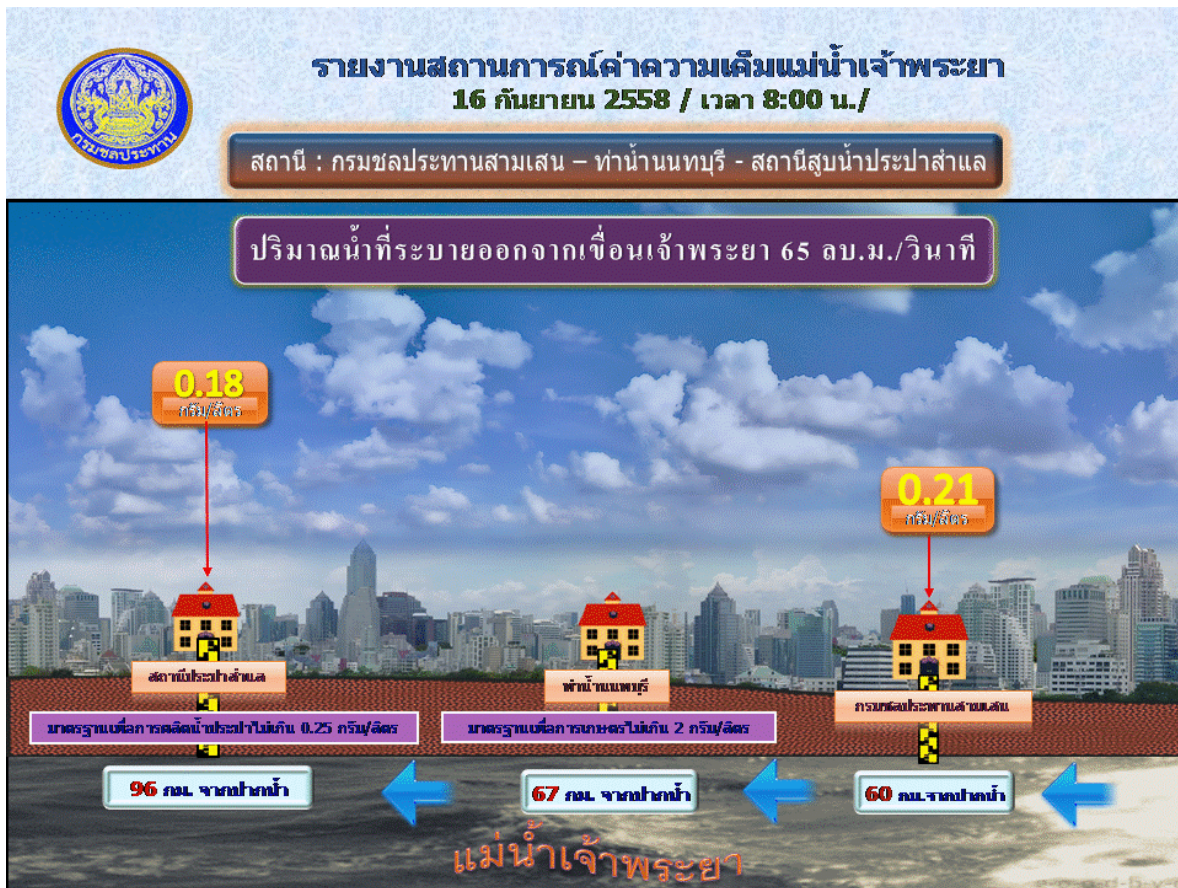 กรมชลประทาน
รายงานสถานการณ์ค่าความเค็มแม่น้ำเจ้าพระยา
16 กันยายน 2558 / เวลา 8:00 น./
สถานี : กรมชลประทานสามเสน – ท่าน้ำนนทบุรี - สถานีสูบน้ำประปาสำแล
ปริมาณน้ำที่ระบายออกจากเขื่อนเจ้าพระยา 65 ลบ.ม./วินาที
0.18
กรัม/ลิตร
0.21
กรัม/ลิตร
สถานีประปาสำแล
ท่าน้ำนนทบุรี
กรมชลประทานสามเสน
มาตรฐานเพื่อการผลิตน้ำประปาไม่เกิน 0.25 กรัม/ลิตร
มาตรฐานเพื่อการเกษตรไม่เกิน 2 กรัม/ลิตร
96 กม. จากปากน้ำ
67 กม. จากปากน้ำ
60 กม.จากปากน้ำ
แม่น้ำเจ้าพระยา